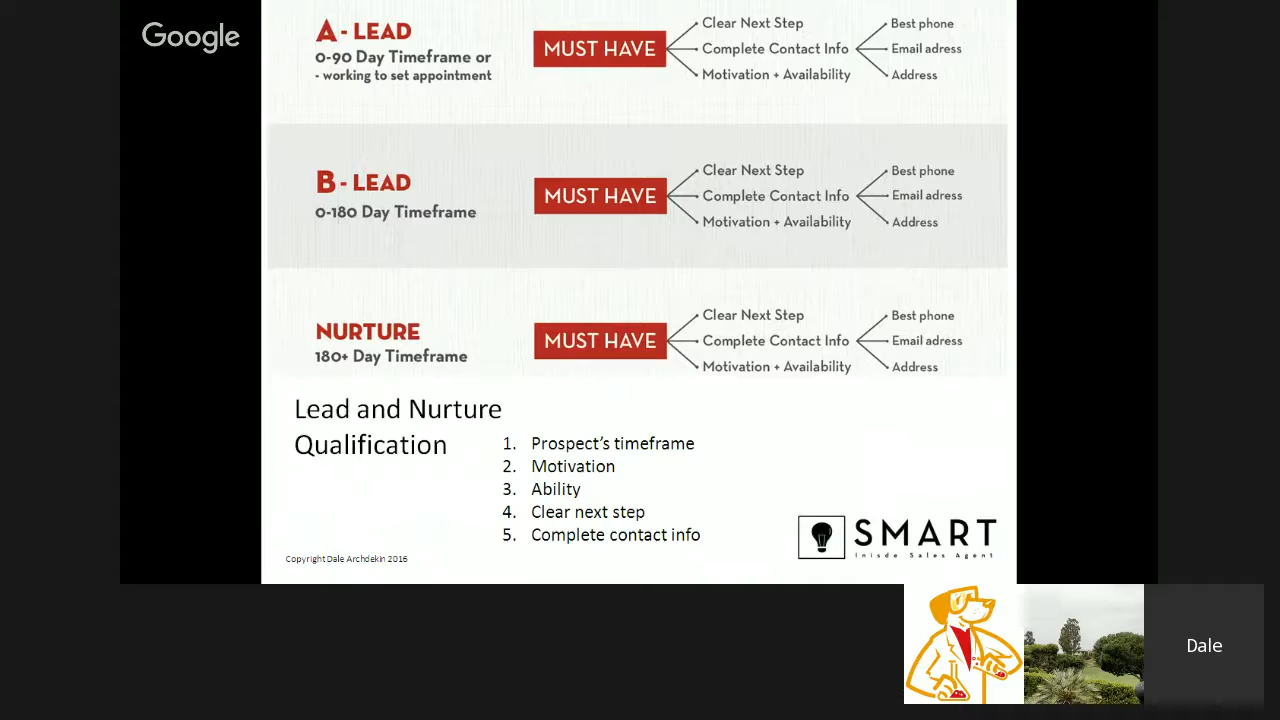 Google
A - LEAD
0-90 Day Timeframe or
- working to set appointment
MUST HAVE
Clear Next Step
Complete Contact Info
Motivation + Availability
Best phone
Email adress
Address
B - LEAD
0-180 Day Timeframe
MUST HAVE
Clear Next Step
Complete Contact Info
Motivation + Availability
Best phone
Email adress
Address
NURTURE
180+ Day Timeframe
MUST HAVE
Clear Next Step
Complete Contact Info
Motivation + Availability
Best phone
Email adress
Address
Lead and Nurture
Qualification
1. Prospect's timeframe
2. Motivation
3. Ability
4. Clear next step
5. Complete contact info
SMART
Inisde Sales Agent
Copyright Dale Archdekin 2016
Dale